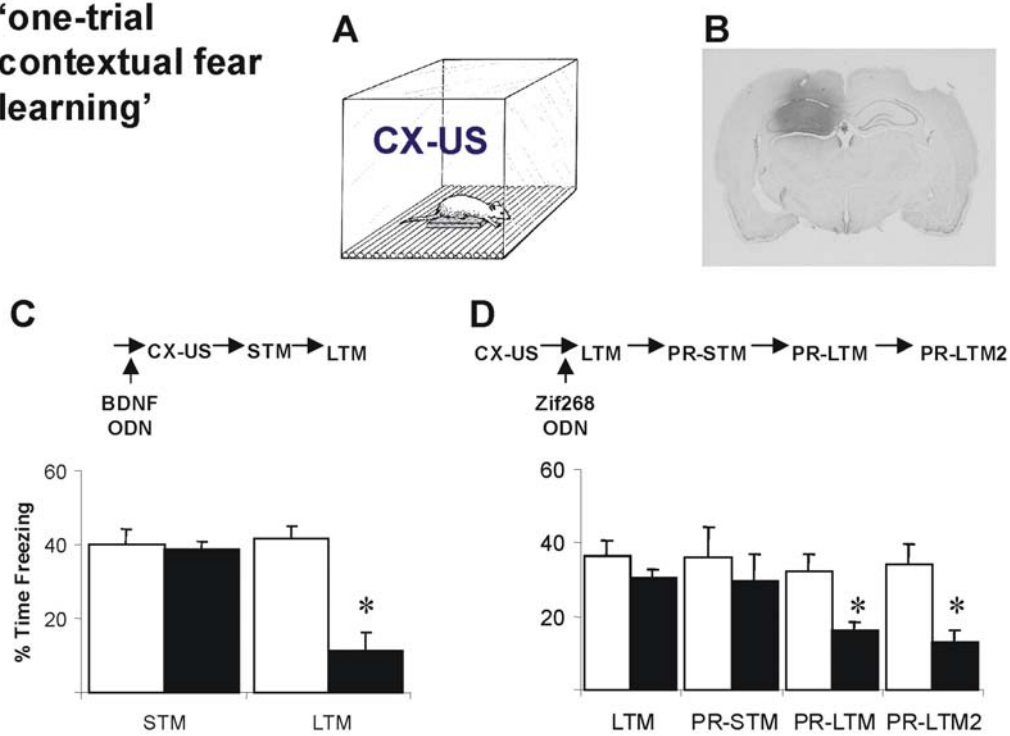 ‘one-trial
contextual fear
learning’
A
CX-US
B
C
CX-US STM LTM
BDNF
ODN
% Time Freezing
60
40
20
*
STM LTM
D
CX-US LTM PR-STM PR-LTM PR-LTM2
Zif268
ODN
60
40
20
* *
LTM PR-STM PR-LTM PR-LTM2